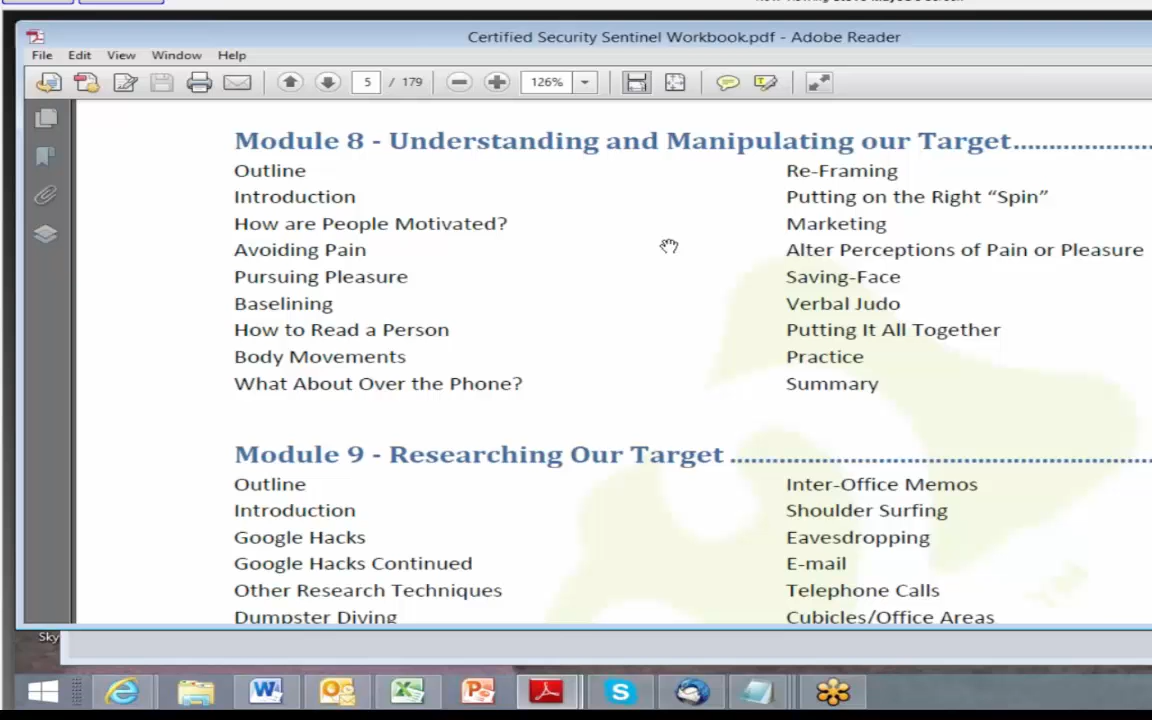 Certified Security Sentinel Workbook.pdf - Adobe Reader
File Edit View Window Help
5 / 179 126%
Module 8 - Understanding and Manipulating our Target......................
Outline
Introduction
How are People Motivated?
Avoiding Pain
Pursuing Pleasure
Baselining
How to Read a Person
Body Movements
What About Over the Phone?
Re-Framing
Putting on the Right “Spin”
Marketing
Alter Perceptions of Pain or Pleasure
Saving-Face
Verbal Judo
Putting It All Together
Practice
Summary
Module 9 - Researching Our Target ..................................................................
Outline
Introduction
Google Hacks
Google Hacks Continued
Other Research Techniques
Dumpster Diving
Inter-Office Memos
Shoulder Surfing
Eavesdropping
E-mail
Telephone Calls
Cubicles/Office Areas
TM
Sky